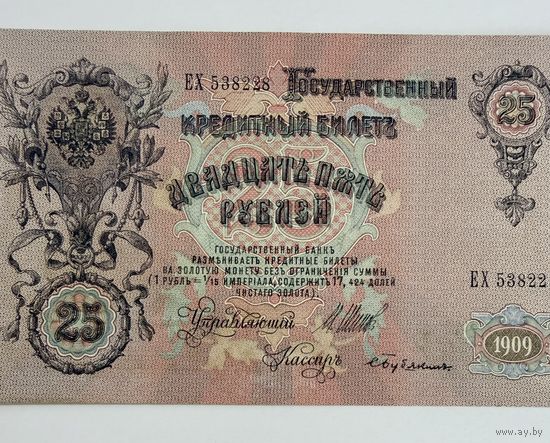 ЕХ 538228 ГОСУДАРСТВЕННЫЙ
25
25
КРЕДИТНЫЙ БИЛЕТЪ
ДВАДЦАТЬ ПЯТЬ
РУБЛЕЙ
ГОСУДАРСТВЕННЫЙ БАНКЪ
РАЗМѢНИВАЕТЪ КРЕДИТНЫЕ БИЛЕТЫ
НА ЗОЛОТУЮ МОНЕТУ БЕЗЪ ОГРАНИЧЕНІЯ СУММЫ
(1 РУБЛЬ = 1/15 ИМПЕРІАЛА, СОДЕРЖИТЪ 17,424 ДОЛЕЙ
ЧИСТАГО ЗОЛОТА).
ЕХ 53822
25
Управляющій
Кассиръ
1909
www.ay.by